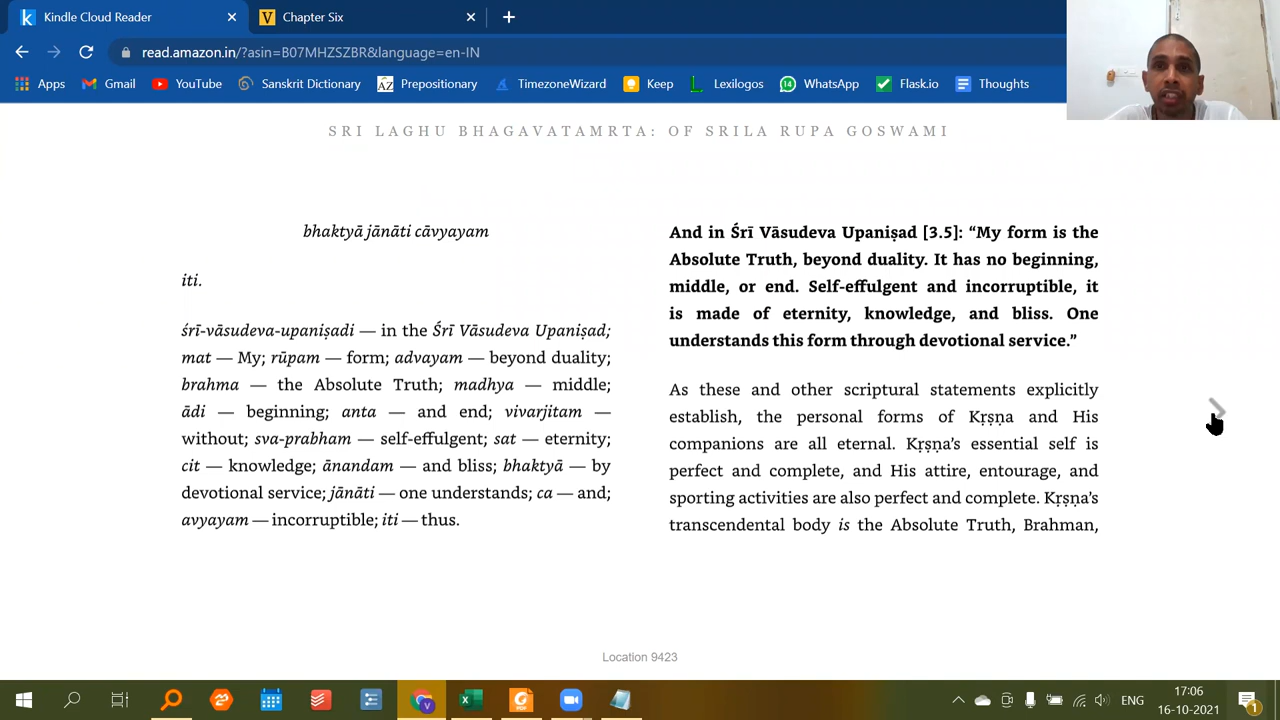 Kindle Cloud Reader
Chapter Six
read.amazon.in/?asin=B07MHZSZBR&language=en-IN
Apps
Gmail
YouTube
Sanskrit Dictionary
AZ
Prepositionary
TimezoneWizard
Keep
Lexilogos
14
WhatsApp
Flask.io
Thoughts
SRI LAGHU BHAGAVATAMRTA: OF SRILA RUPA GOSWAMI
bhaktyā jānāti cāvyayam
iti.
śrī-vāsudeva-upaniṣadi — in the Śrī Vāsudeva Upaniṣad;
mat — My; rūpam — form; advayam — beyond duality;
brahma — the Absolute Truth; madhya — middle;
ādi — beginning; anta — and end; vivarjitam —
without; sva-prabham — self-effulgent; sat — eternity;
cit — knowledge; ānandam — and bliss; bhaktyā — by
devotional service; jānāti — one understands; ca — and;
avyayam — incorruptible; iti — thus.
And in Śrī Vāsudeva Upaniṣad [3.5]: “My form is the
Absolute Truth, beyond duality. It has no beginning,
middle, or end. Self-effulgent and incorruptible, it
is made of eternity, knowledge, and bliss. One
understands this form through devotional service.”
As these and other scriptural statements explicitly
establish, the personal forms of Kṛṣṇa and His
companions are all eternal. Kṛṣṇa’s essential self is
perfect and complete, and His attire, entourage, and
sporting activities are also perfect and complete. Kṛṣṇa’s
transcendental body is the Absolute Truth, Brahman,
Location 9423
ENG
17:06
16-10-2021
1